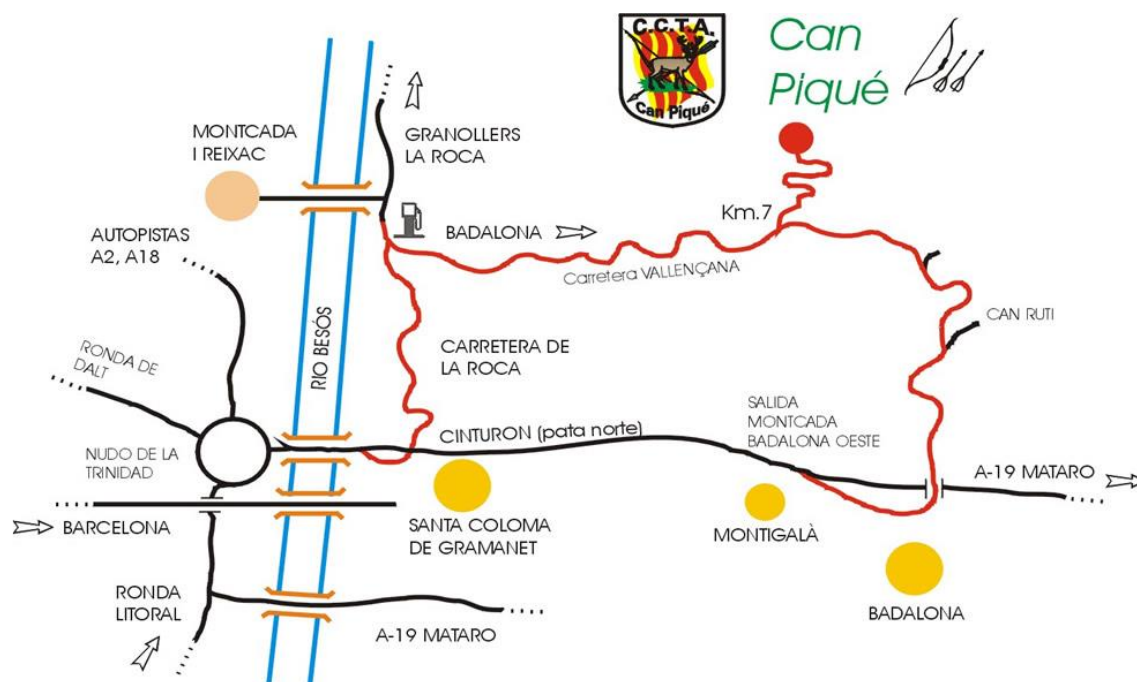 C.C.T.A.
Can Piqué
Can
Piqué
MONTCADA
I REIXAC
GRANOLLERS
LA ROCA
Km.7
AUTOPISTAS
A2, A18
BADALONA
Carretera VALLENÇANA
RIO BESÓS
CAN RUTI
RONDA DE
DALT
CARRETERA DE
LA ROCA
SALIDA
MONTCADA
BADALONA OESTE
CINTURON (pata norte)
NUDO DE LA
TRINIDAD
A-19 MATARO
BARCELONA
SANTA COLOMA
DE GRAMANET
MONTIGALÀ
RONDA
LITORAL
A-19 MATARO
BADALONA